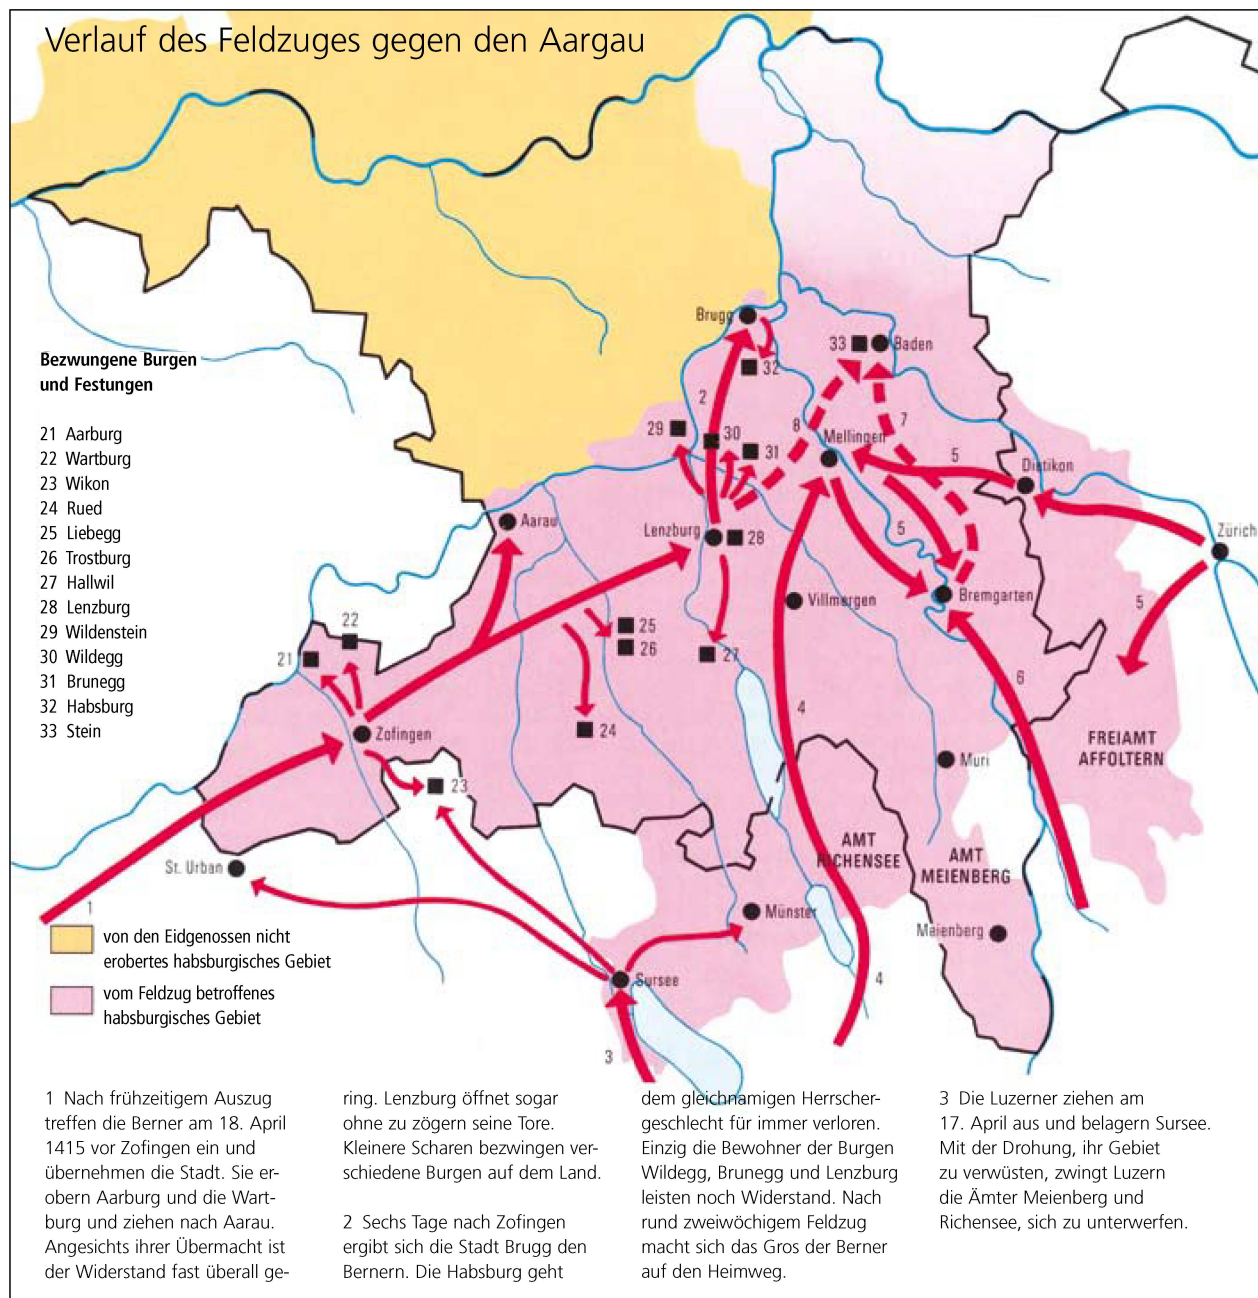 Verlauf des Feldzuges gegen den Aargau
Bezwungene Burgen
und Festungen
21 Aarburg
22 Wartburg
23 Wikon
24 Rued
25 Liebegg
26 Trostburg
27 Hallwil
28 Lenzburg
29 Wildenstein
30 Wildegg
31 Brunegg
32 Habsburg
33 Stein
Brugg
32
33
Baden
2
29
30
31
8
7
Mellingen
5
Dietikon
Aarau
Lenzburg
28
5
Zürich
Villmergen
Bremgarten
5
22
21
25
26
27
6
4
24
Zofingen
23
Muri
FREIAMT
AFFOLTERN
AMT
RICHENSEE
AMT
MEIENBERG
St. Urban
1
Münster
Meienberg
Sursee
4
3
von den Eidgenossen nicht
erobertes habsburgisches Gebiet
vom Feldzug betroffenes
habsburgisches Gebiet
1 Nach frühzeitigem Auszug
treffen die Berner am 18. April
1415 vor Zofingen ein und
übernehmen die Stadt. Sie er-
obern Aarburg und die Wart-
burg und ziehen nach Aarau.
Angesichts ihrer Übermacht ist
der Widerstand fast überall ge-
ring. Lenzburg öffnet sogar
ohne zu zögern seine Tore.
Kleinere Scharen bezwingen ver-
schiedene Burgen auf dem Land.
2 Sechs Tage nach Zofingen
ergibt sich die Stadt Brugg den
Bernern. Die Habsburg geht
dem gleichnamigen Herrscher-
geschlecht für immer verloren.
Einzig die Bewohner der Burgen
Wildegg, Brunegg und Lenzburg
leisten noch Widerstand. Nach
rund zweiwöchigem Feldzug
macht sich das Gros der Berner
auf den Heimweg.
3 Die Luzerner ziehen am
17. April aus und belagern Sursee.
Mit der Drohung, ihr Gebiet
zu verwüsten, zwingt Luzern
die Ämter Meienberg und
Richensee, sich zu unterwerfen.